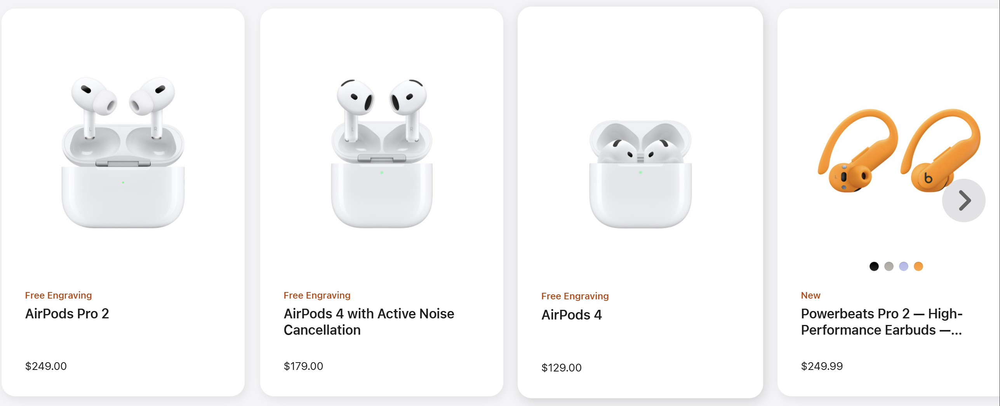 L R
L R
L
b
Free Engraving
AirPods Pro 2
$249.00
Free Engraving
AirPods 4 with Active Noise
Cancellation
$179.00
Free Engraving
AirPods 4
$129.00
New
Powerbeats Pro 2 — High-
Performance Earbuds —...
$249.99